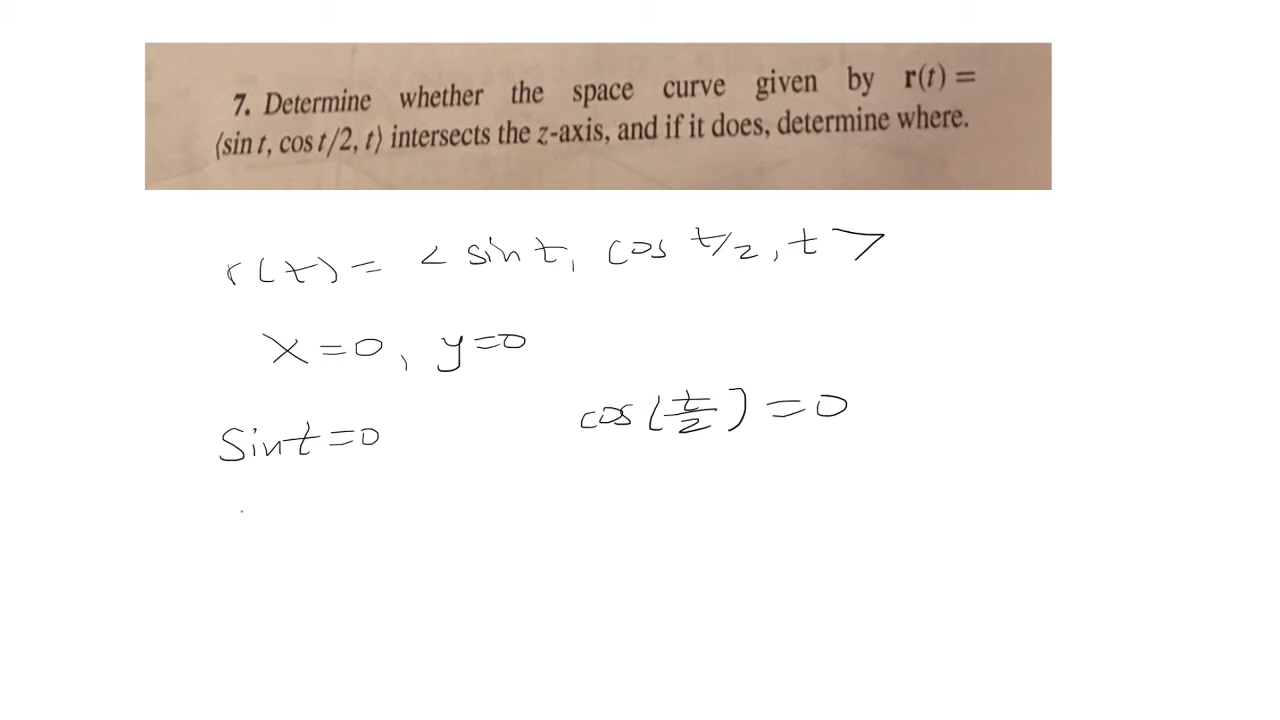 7. Determine whether the space curve given by r(t) =
⟨sin t, cos t/2, t⟩ intersects the z-axis, and if it does, determine where.
r(t) = < sin t, cos t/2, t >
x=0, y=0
cos(t/2) = 0
sin t = 0